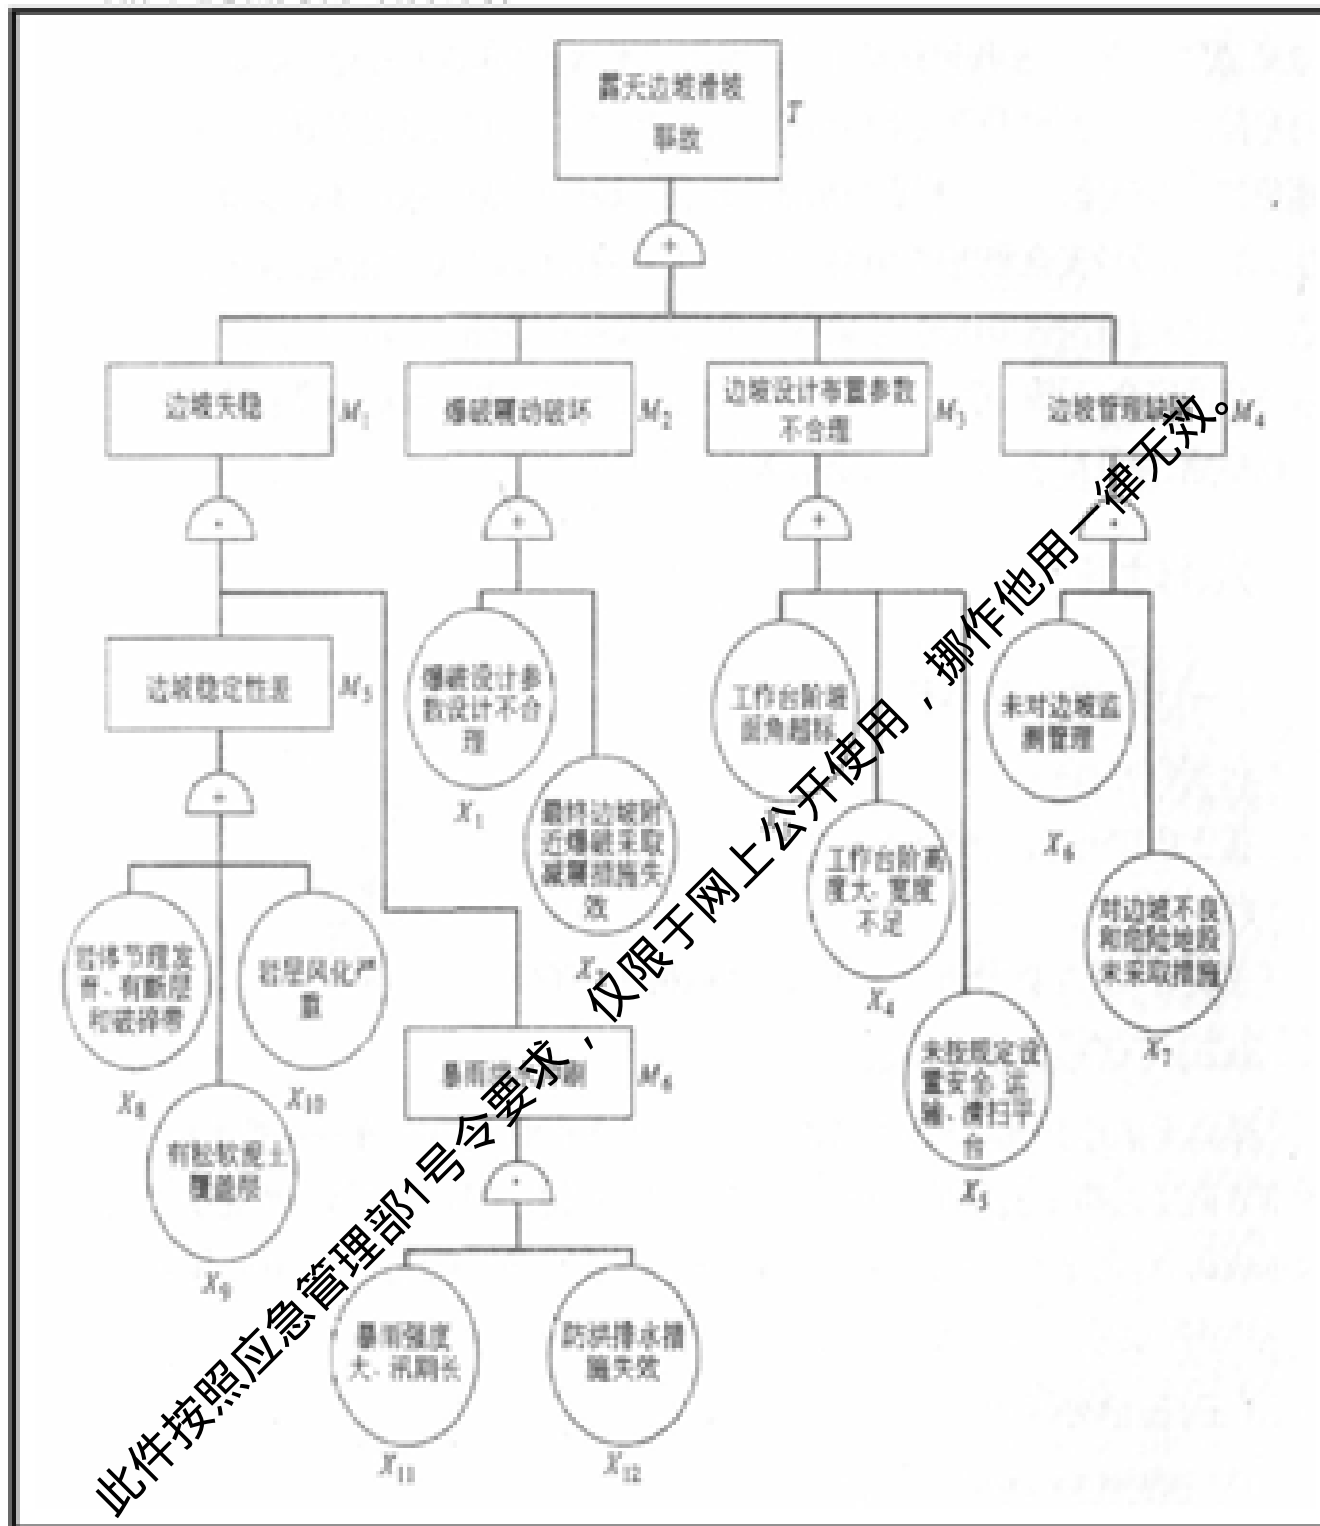 露天边坡滑坡
事故
T
+
边坡失稳
M1
爆破震动破坏
M2
边坡设计布置参数
不合理
M3
边坡管理缺陷
M4
·
+
+
·
边坡稳定性差
M5
爆破设计参
数设计不合
理
X1
工作台阶坡
面角超标
未对边坡监
测管理
X6
+
最终边坡附
近爆破采取
减震措施失
效
X2
工作台阶高
度大、宽度
不足
X4
对边坡不良
和危险地段
未采取措施
X7
岩体节理发
育、有断层
和破碎带
X8
岩层风化严
重
X10
未按规定设
置安全、运
输、清扫平
台
X5
有松软泥土
覆盖层
X9
暴雨
刷
M6
·
暴雨强度
大、汛期长
X11
防洪排水措
施失效
X12
此件按照应急管理部1号令要求，仅限于网上公开使用，挪作他用一律无效。